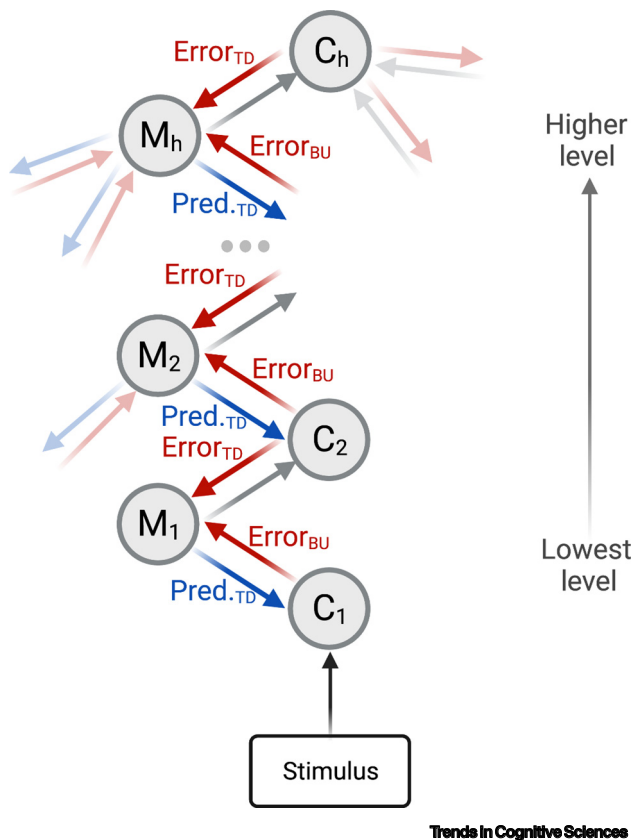 Error_TD
C_h
M_h
Error_BU
Pred._TD
Higher
level
Error_TD
M_2
Error_BU
Pred._TD
C_2
Error_TD
M_1
Error_BU
Lowest
level
Pred._TD
C_1
Stimulus
Trends in Cognitive Sciences